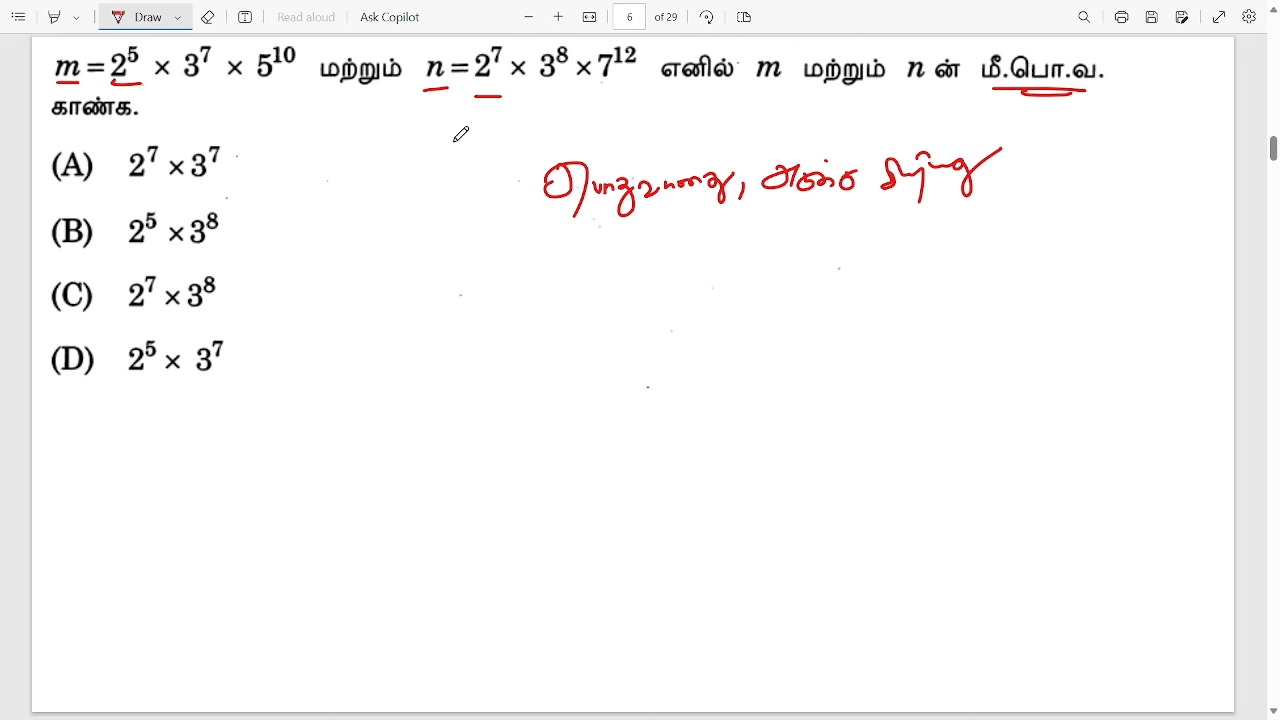 Draw
Read aloud
Ask Copilot
6 of 29
m = 2⁵ × 3⁷ × 5¹⁰ மற்றும் n = 2⁷ × 3⁸ × 7¹² எனில் m மற்றும் n ன் மீ.பொ.வ.
காண்க.
பொதுவானது, அடுக்கு சிறியது
(A) 2⁷ × 3⁷
(B) 2⁵ × 3⁸
(C) 2⁷ × 3⁸
(D) 2⁵ × 3⁷